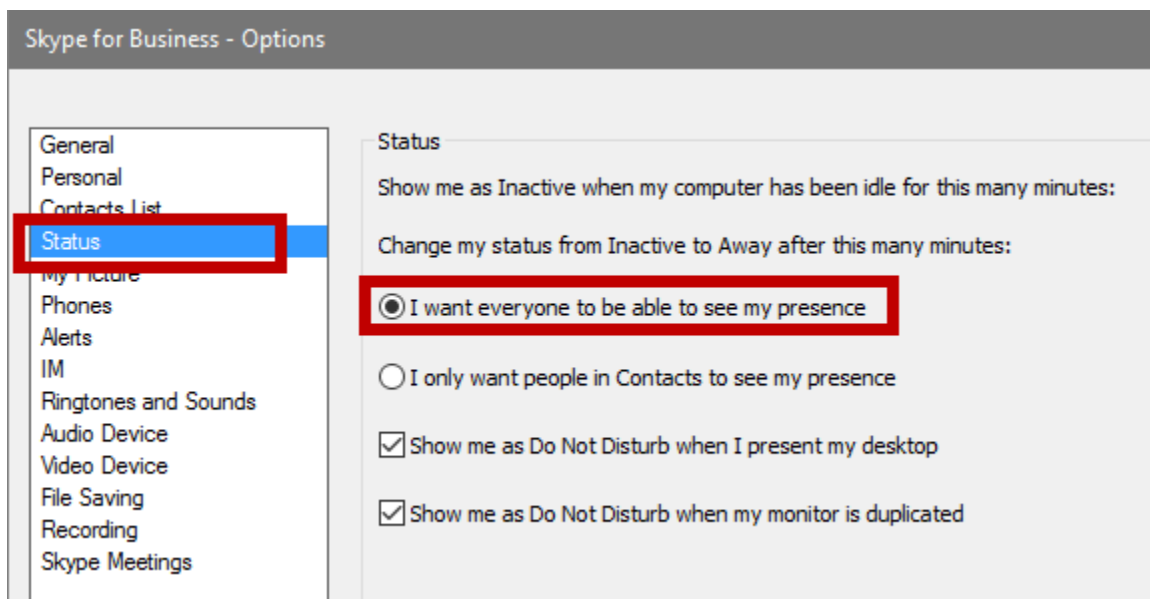 Skype for Business - Options
General
Personal
Contacts List
Status
My Picture
Phones
Alerts
IM
Ringtones and Sounds
Audio Device
Video Device
File Saving
Recording
Skype Meetings
Status
Show me as Inactive when my computer has been idle for this many minutes:
Change my status from Inactive to Away after this many minutes:
I want everyone to be able to see my presence
I only want people in Contacts to see my presence
Show me as Do Not Disturb when I present my desktop
Show me as Do Not Disturb when my monitor is duplicated